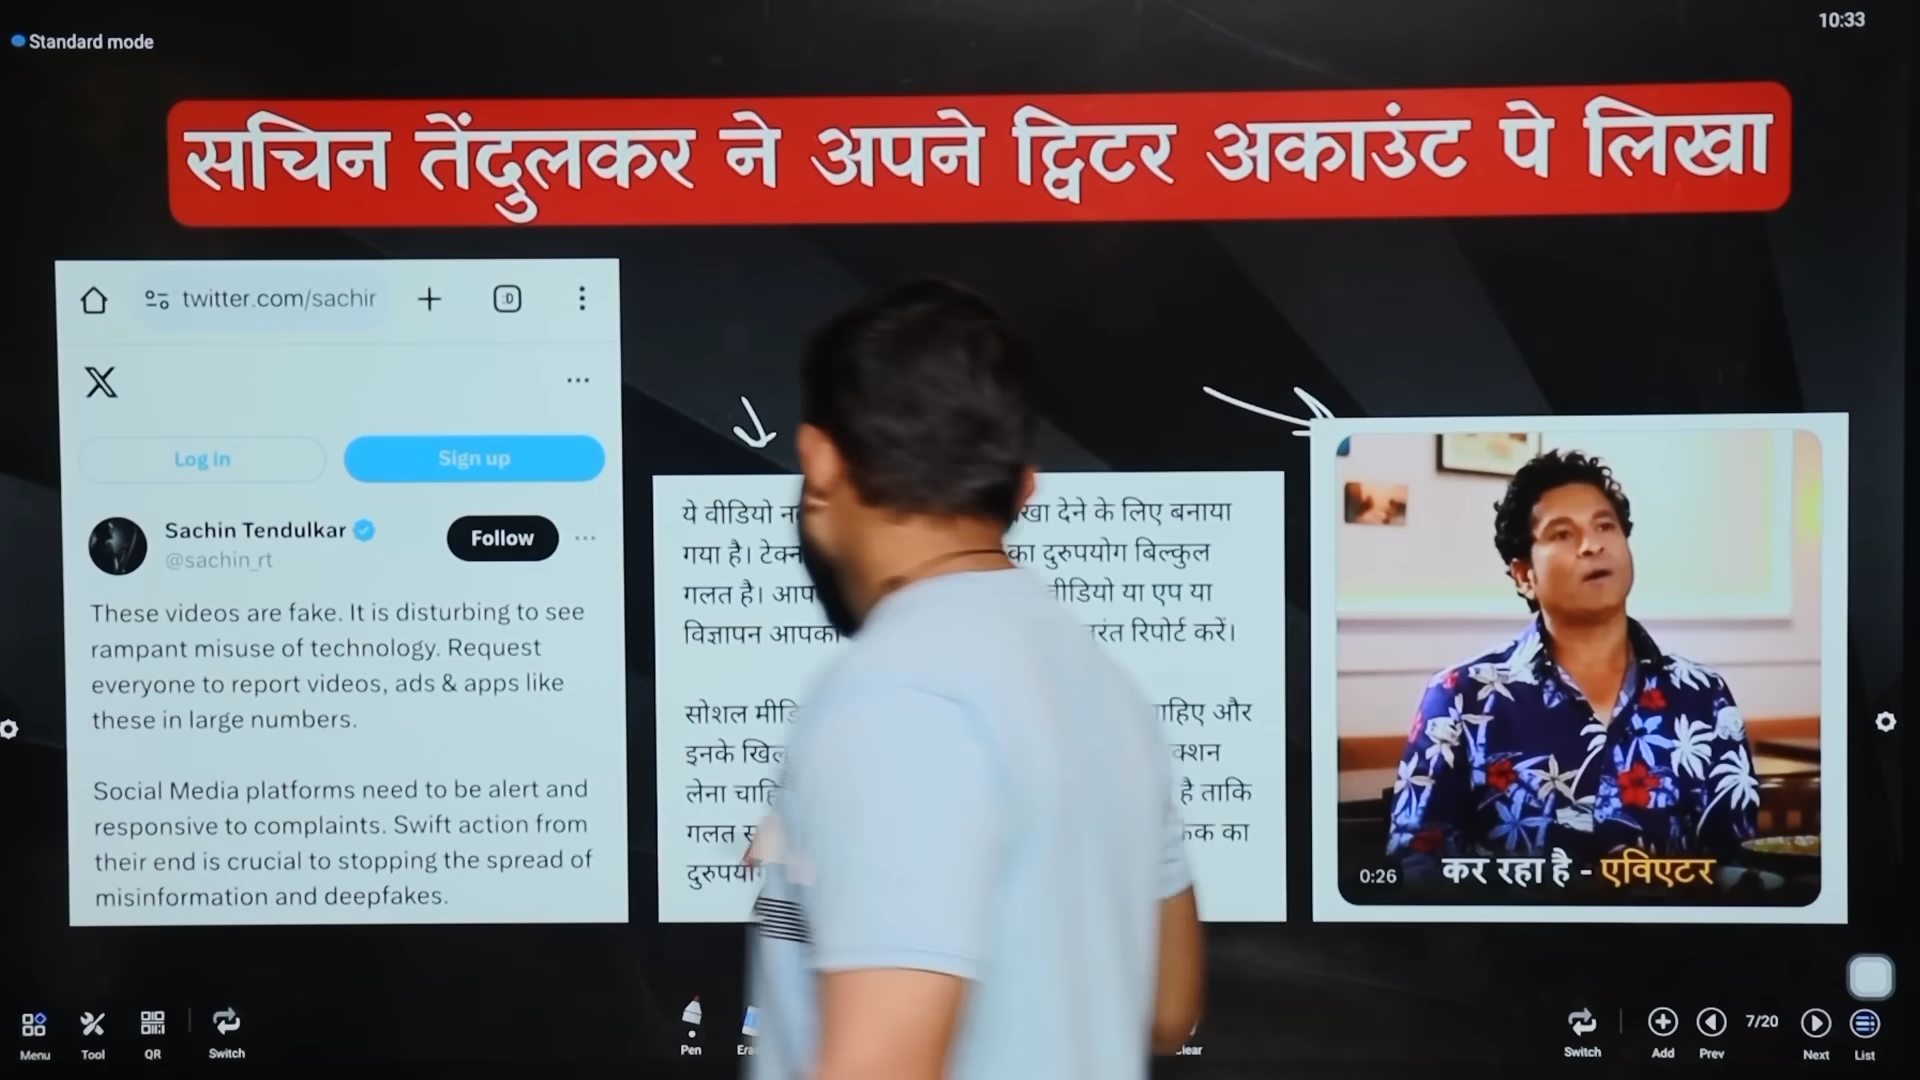 10:33
Standard mode
सचिन तेंदुलकर ने अपने ट्विटर अकाउंट पे लिखा
twitter.com/sachir
:D
X
Log in
Sign up
Sachin Tendulkar
Follow
@sachin_rt
These videos are fake. It is disturbing to see
rampant misuse of technology. Request
everyone to report videos, ads & apps like
these in large numbers.
Social Media platforms need to be alert and
responsive to complaints. Swift action from
their end is crucial to stopping the spread of
misinformation and deepfakes.
ये वीडियो देने के लिए बनाया
गया है। का दुरुपयोग बिल्कुल
गलत है। या एप या
विज्ञापन रिपोर्ट करें।
सोशल और
इनके
लेना है ताकि
गलत का
0:26
कर रहा है - एविएटर
Menu
Tool
QR
Switch
Pen
Switch
Add
Prev
7/20
Next
List